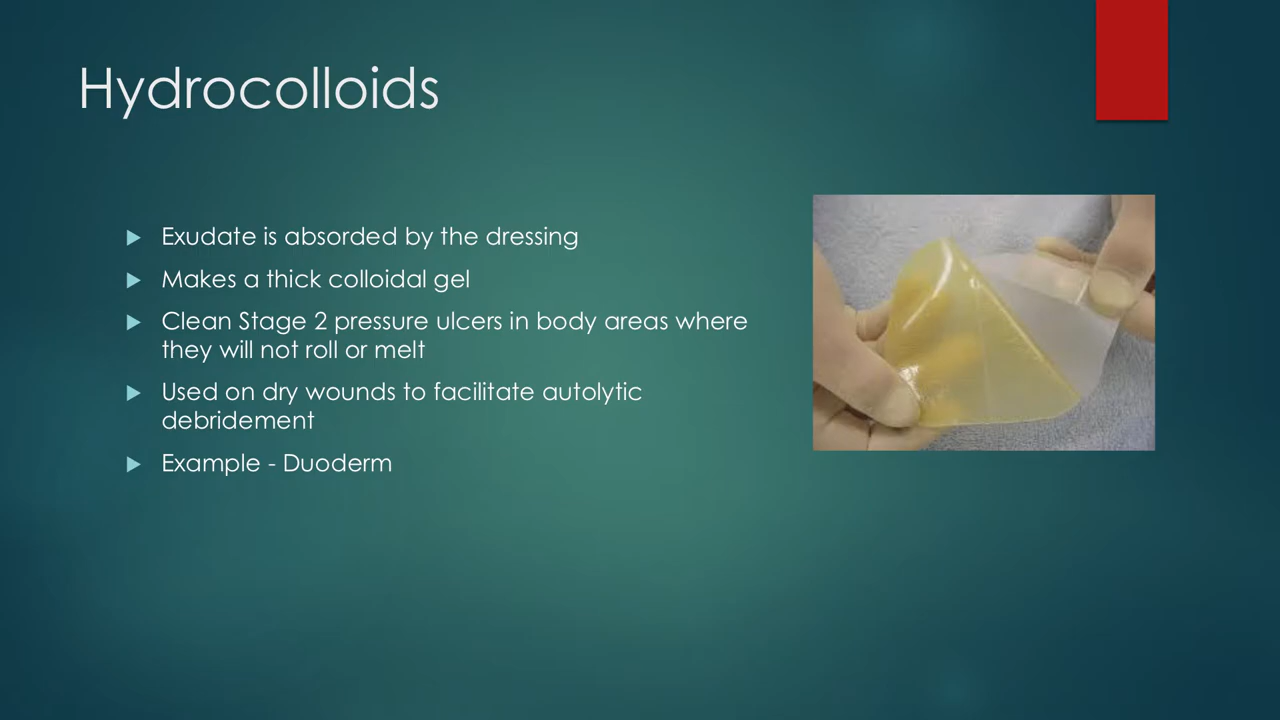 Hydrocolloids
Exudate is absorded by the dressing
Makes a thick colloidal gel
Clean Stage 2 pressure ulcers in body areas where
they will not roll or melt
Used on dry wounds to facilitate autolytic
debridement
Example - Duoderm